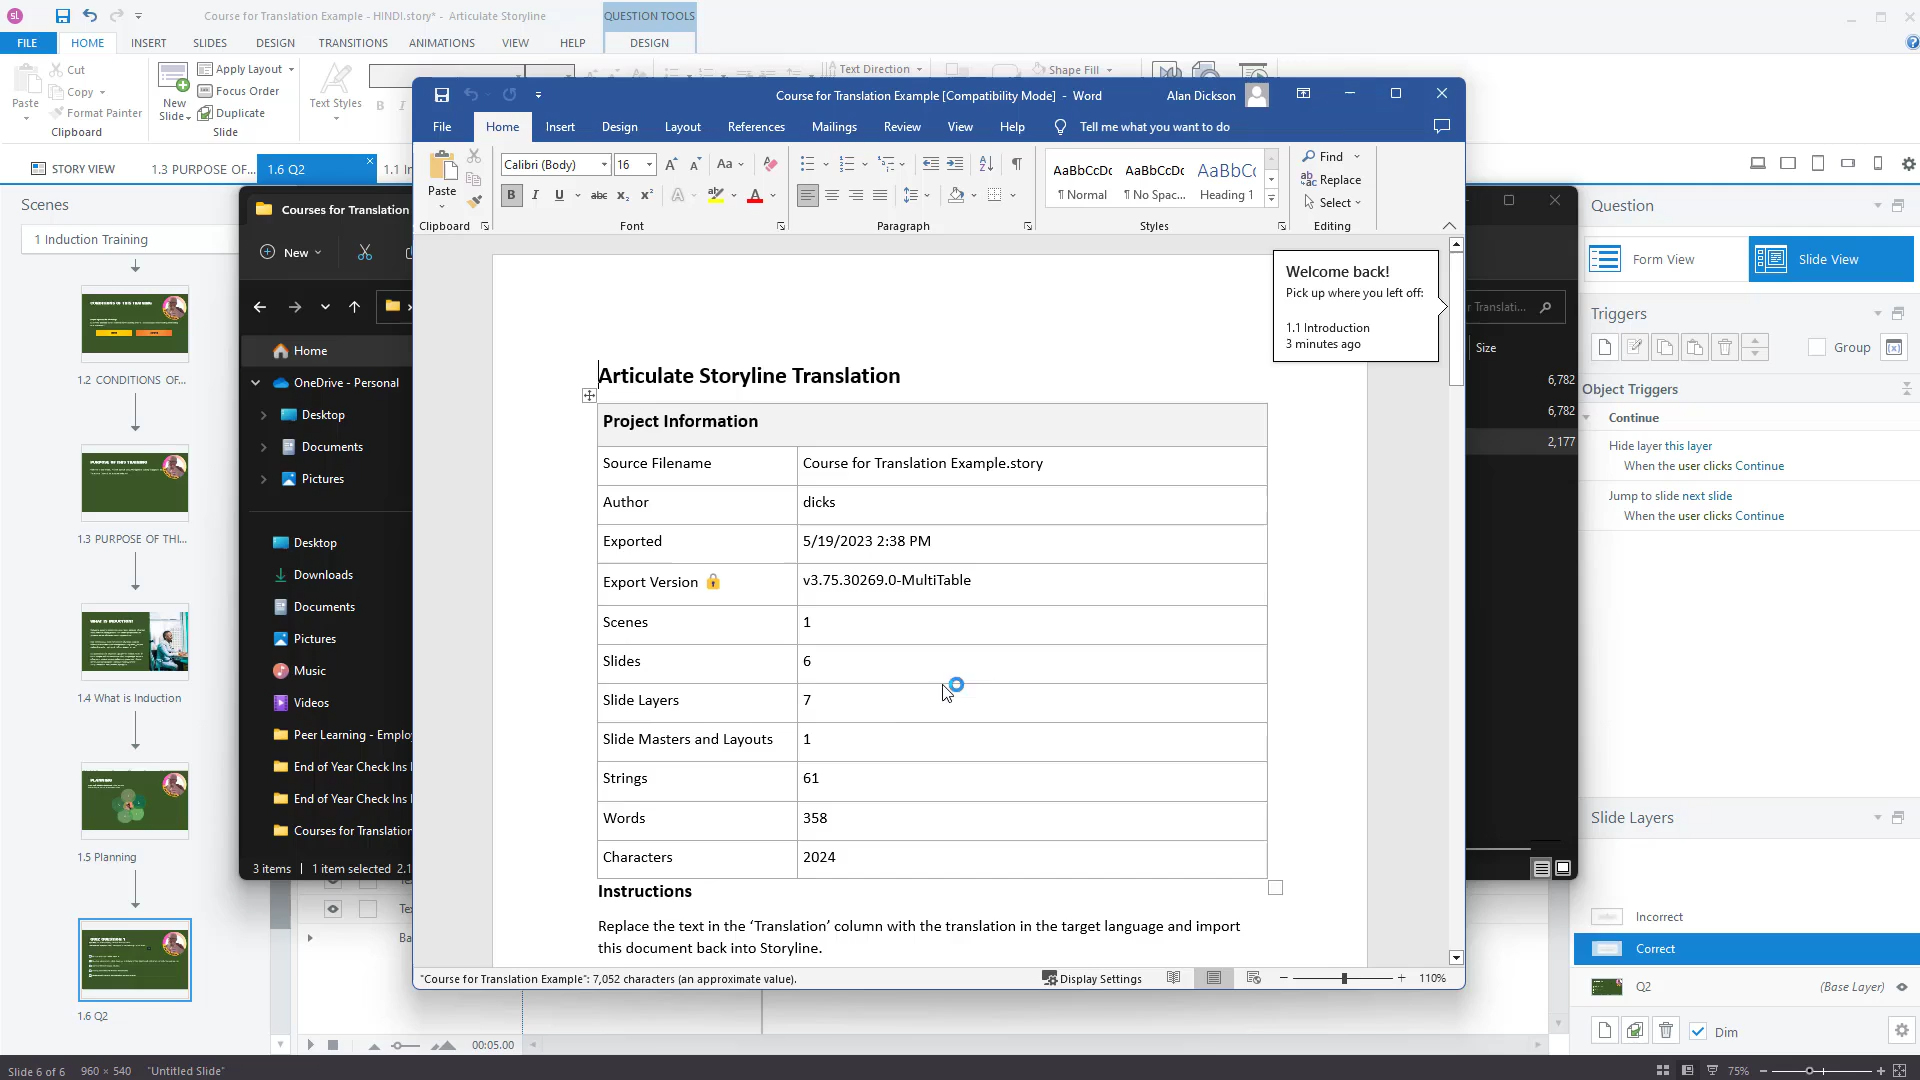 Course for Translation Example - HINDI.story* - Articulate Storyline
QUESTION TOOLS
FILE
HOME
INSERT
SLIDES
DESIGN
TRANSITIONS
ANIMATIONS
VIEW
HELP
DESIGN
Paste
Cut
Copy
Format Painter
Clipboard
New
Slide
Apply Layout
Focus Order
Duplicate
Slide
Text Styles
Text Direction
Shape Fill
STORY VIEW
1.3 PURPOSE OF...
1.6 Q2
Scenes
1 Induction Training
1.2 CONDITIONS OF...
1.3 PURPOSE OF THI...
1.4 What is Induction
1.5 Planning
1.6 Q2
Courses for Translation
New
Home
OneDrive - Personal
Desktop
Documents
Pictures
Desktop
Downloads
Documents
Pictures
Music
Videos
Peer Learning - Emplo
End of Year Check Ins
End of Year Check Ins
Courses for Translation
3 items
1 item selected 2.1
Course for Translation Example [Compatibility Mode] - Word
Alan Dickson
File
Home
Insert
Design
Layout
References
Mailings
Review
View
Help
Tell me what you want to do
Paste
Clipboard
Calibri (Body)
16
Aa
B I U abc x₂ x²
Font
Paragraph
AaBbCcDc
¶ Normal
AaBbCcDc
¶ No Spac...
AaBbCc
Heading 1
Styles
Find
Replace
Select
Editing
Welcome back!
Pick up where you left off:
1.1 Introduction
3 minutes ago
Articulate Storyline Translation
Project Information
Source Filename Course for Translation Example.story
Author dicks
Exported 5/19/2023 2:38 PM
Export Version 🔒 v3.75.30269.0-MultiTable
Scenes 1
Slides 6
Slide Layers 7
Slide Masters and Layouts 1
Strings 61
Words 358
Characters 2024
Instructions
Replace the text in the ‘Translation’ column with the translation in the target language and import
this document back into Storyline.
"Course for Translation Example": 7,052 characters (an approximate value).
Display Settings
110%
Size
6,782
6,782
2,177
Question
Form View
Slide View
Triggers
Group
Object Triggers
Continue
Hide layer this layer
When the user clicks Continue
Jump to slide next slide
When the user clicks Continue
Slide Layers
Incorrect
Correct
Q2
(Base Layer)
Dim
00:05.00
Slide 6 of 6
960 × 540
"Untitled Slide"
75%